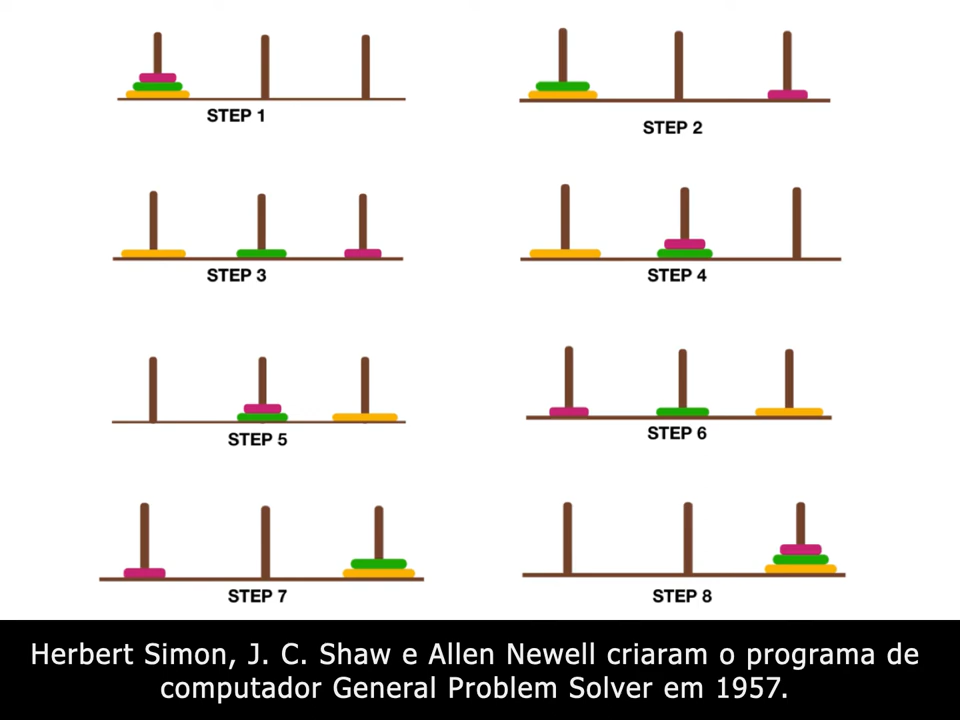 STEP 1
STEP 2
STEP 3
STEP 4
STEP 5
STEP 6
STEP 7
STEP 8
Herbert Simon, J. C. Shaw e Allen Newell criaram o programa de
computador General Problem Solver em 1957.